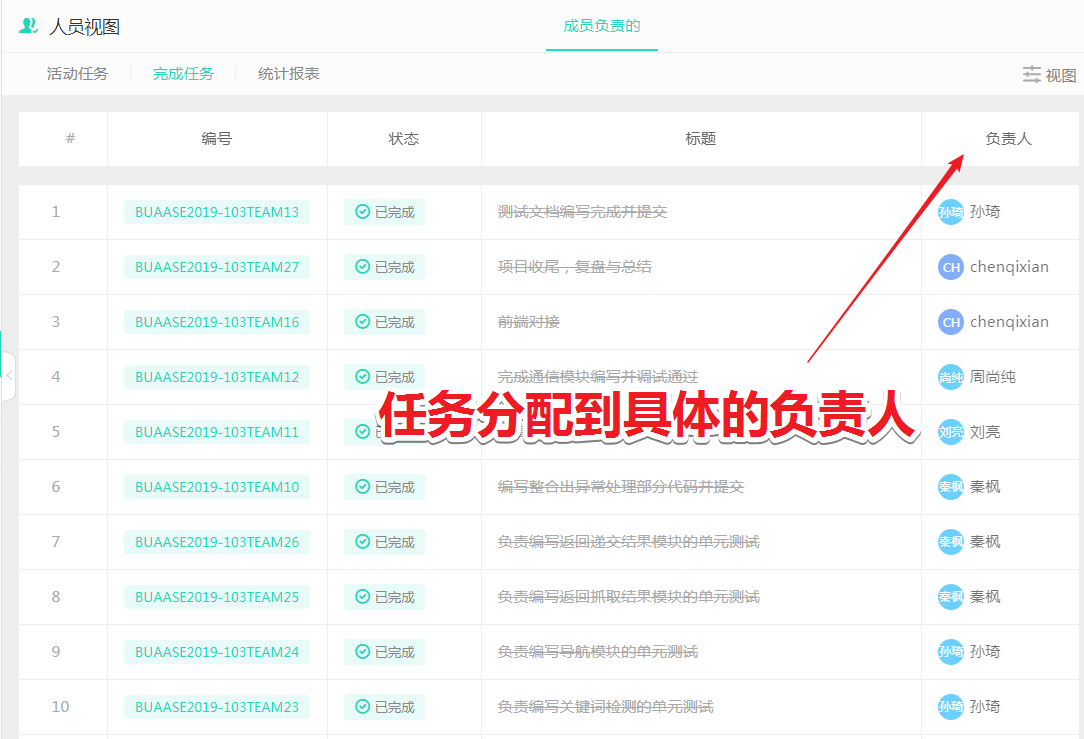 人员视图
成员负责的
活动任务 完成任务 统计报表 视图
# 编号 状态 标题 负责人
1 BUAASE2019-103TEAM13 已完成 测试文档编写完成并提交 孙琦 孙琦
2 BUAASE2019-103TEAM27 已完成 项目收尾，复盘与总结 CH chenqixian
3 BUAASE2019-103TEAM16 已完成 前端对接 CH chenqixian
4 BUAASE2019-103TEAM12 已完成 完成通信模块编写并调试通过 尚纯 周尚纯
任务分配到具体的负责人
5 BUAASE2019-103TEAM11 刘亮 刘亮
6 BUAASE2019-103TEAM10 已完成 编写整合出异常处理部分代码并提交 秦枫 秦枫
7 BUAASE2019-103TEAM26 已完成 负责编写返回递交结果模块的单元测试 秦枫 秦枫
8 BUAASE2019-103TEAM25 已完成 负责编写返回抓取结果模块的单元测试 秦枫 秦枫
9 BUAASE2019-103TEAM24 已完成 负责编写导航模块的单元测试 孙琦 孙琦
10 BUAASE2019-103TEAM23 已完成 负责编写关键词检测的单元测试 孙琦 孙琦